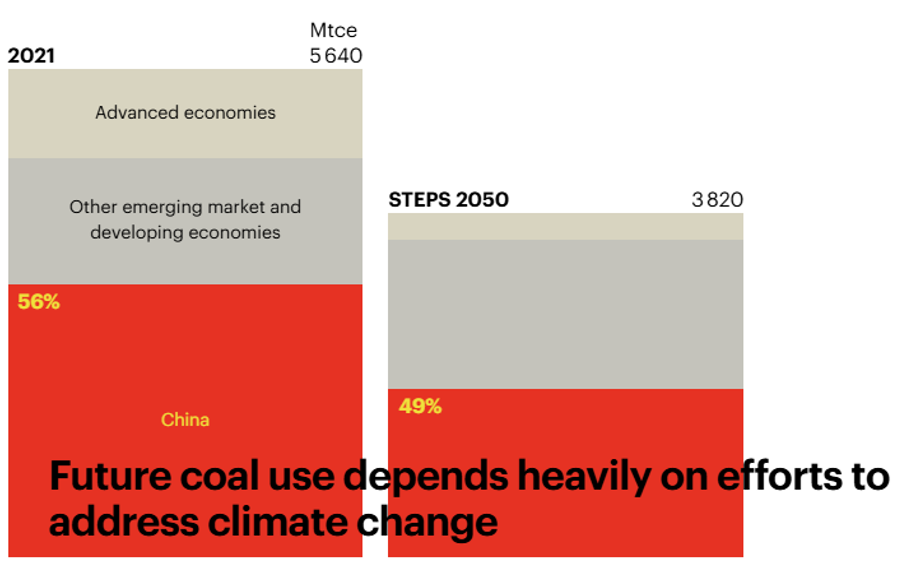 Mtce
2021 5 640
Advanced economies
Other emerging market and
developing economies
56%
China
STEPS 2050 3 820
49%
Future coal use depends heavily on efforts to
address climate change